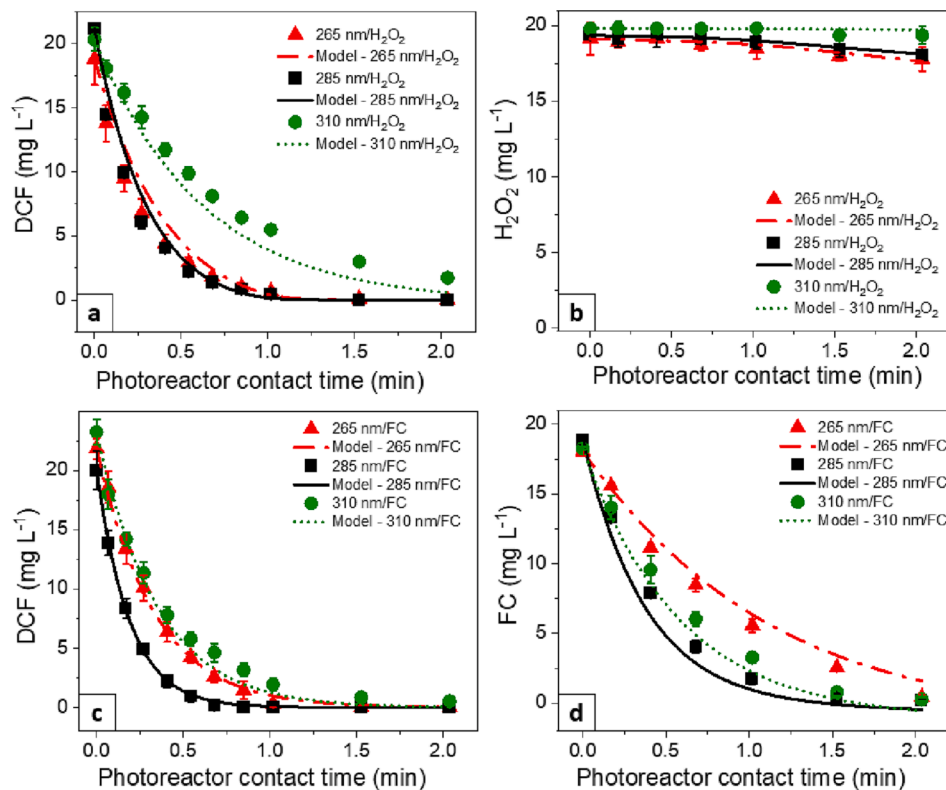 DCF (mg L⁻¹)
20
15
10
5
0
265 nm/H₂O₂
Model - 265 nm/H₂O₂
285 nm/H₂O₂
Model - 285 nm/H₂O₂
310 nm/H₂O₂
Model - 310 nm/H₂O₂
a
0.0 0.5 1.0 1.5 2.0
Photoreactor contact time (min)
H₂O₂ (mg L⁻¹)
20
15
10
5
0
265 nm/H₂O₂
Model - 265 nm/H₂O₂
285 nm/H₂O₂
Model - 285 nm/H₂O₂
310 nm/H₂O₂
Model - 310 nm/H₂O₂
b
0.0 0.5 1.0 1.5 2.0
Photoreactor contact time (min)
DCF (mg L⁻¹)
20
15
10
5
0
265 nm/FC
Model - 265 nm/FC
285 nm/FC
Model - 285 nm/FC
310 nm/FC
Model - 310 nm/FC
c
0.0 0.5 1.0 1.5 2.0
Photoreactor contact time (min)
FC (mg L⁻¹)
20
15
10
5
0
265 nm/FC
Model - 265 nm/FC
285 nm/FC
Model - 285 nm/FC
310 nm/FC
Model - 310 nm/FC
d
0.0 0.5 1.0 1.5 2.0
Photoreactor contact time (min)